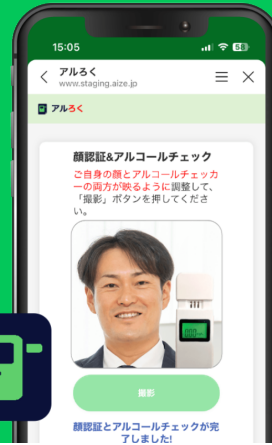 15:05
アルろく
www.staging.aize.jp
アルろく
顔認証&アルコールチェック
ご自身の顔とアルコールチェッカ
ーの両方が映るように調整して、
「撮影」ボタンを押してくださ
い。
撮影
顔認証とアルコールチェックが完
了しました!